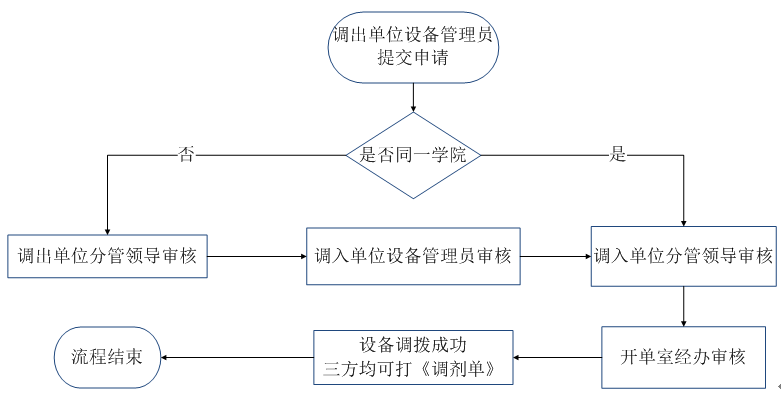 调出单位设备管理员
提交申请
是否同一学院
否
是
调出单位分管领导审核
调入单位设备管理员审核
调入单位分管领导审核
流程结束
设备调拨成功
三方均可打《调剂单》
开单室经办审核